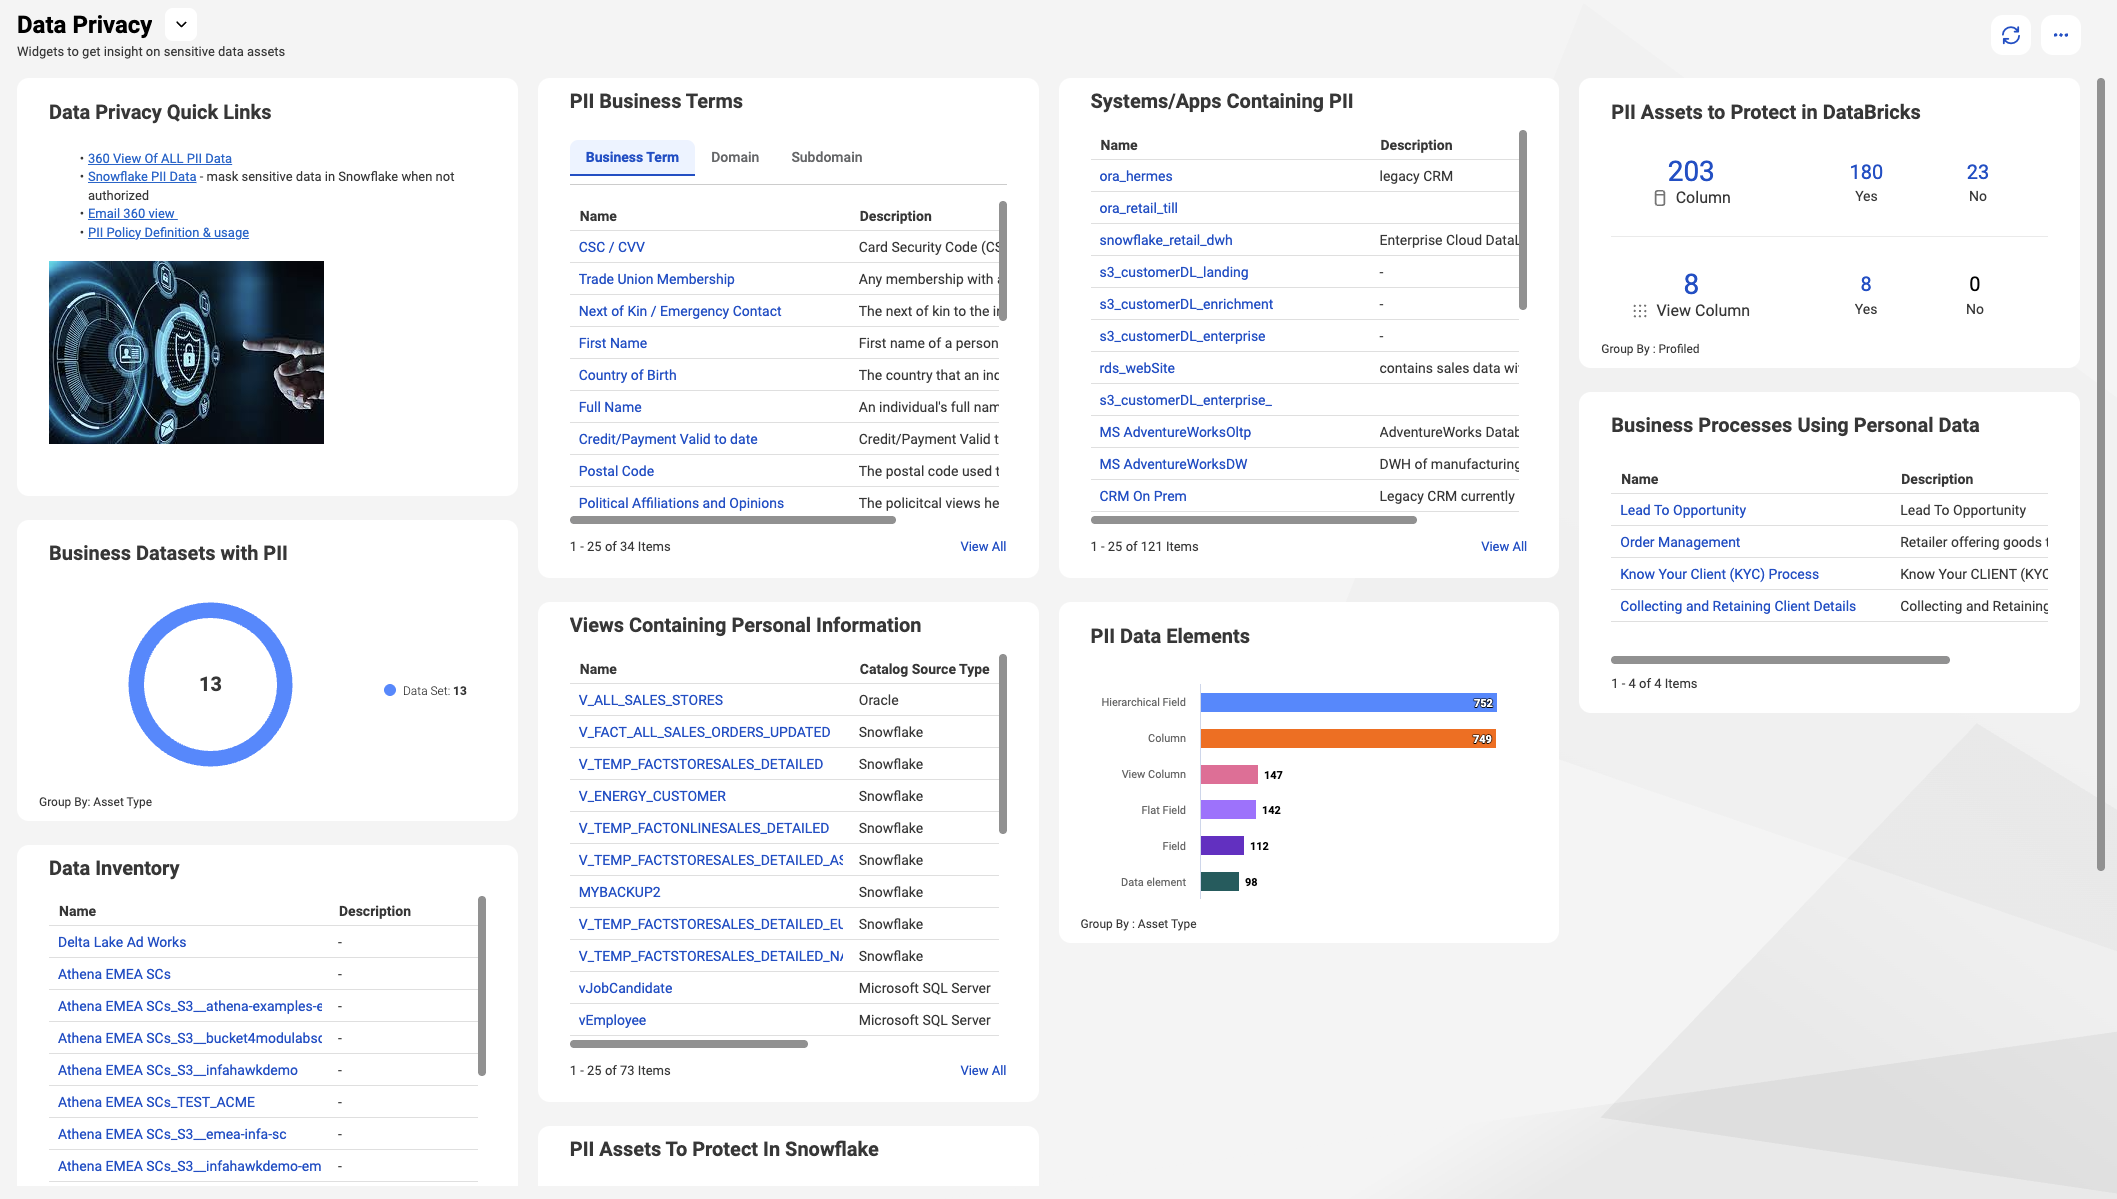 Data Privacy
Widgets to get insight on sensitive data assets
Data Privacy Quick Links
• 360 View Of ALL PII Data
• Snowflake PII Data - mask sensitive data in Snowflake when not
authorized
• Email 360 view
• PII Policy Definition & usage
Business Datasets with PII
13
Data Set: 13
Group By: Asset Type
Data Inventory
Name Description
Delta Lake Ad Works -
Athena EMEA SCs -
Athena EMEA SCs_S3__athena-examples-e -
Athena EMEA SCs_S3__bucket4modulabsc -
Athena EMEA SCs_S3__infahawkdemo -
Athena EMEA SCs_TEST_ACME -
Athena EMEA SCs_S3__emea-infa-sc -
Athena EMEA SCs_S3__infahawkdemo-em -
PII Business Terms
Business Term Domain Subdomain
Name Description
CSC / CVV Card Security Code (CS
Trade Union Membership Any membership with a
Next of Kin / Emergency Contact The next of kin to the in
First Name First name of a person
Country of Birth The country that an ind
Full Name An individual's full nam
Credit/Payment Valid to date Credit/Payment Valid t
Postal Code The postal code used t
Political Affiliations and Opinions The policitcal views he
1 - 25 of 34 Items View All
Views Containing Personal Information
Name Catalog Source Type
V_ALL_SALES_STORES Oracle
V_FACT_ALL_SALES_ORDERS_UPDATED Snowflake
V_TEMP_FACTSTORESALES_DETAILED Snowflake
V_ENERGY_CUSTOMER Snowflake
V_TEMP_FACTONLINESALES_DETAILED Snowflake
V_TEMP_FACTSTORESALES_DETAILED_AS Snowflake
MYBACKUP2 Snowflake
V_TEMP_FACTSTORESALES_DETAILED_EU Snowflake
V_TEMP_FACTSTORESALES_DETAILED_NA Snowflake
vJobCandidate Microsoft SQL Server
vEmployee Microsoft SQL Server
1 - 25 of 73 Items View All
PII Assets To Protect In Snowflake
Systems/Apps Containing PII
Name Description
ora_hermes legacy CRM
ora_retail_till
snowflake_retail_dwh Enterprise Cloud DataL
s3_customerDL_landing -
s3_customerDL_enrichment -
s3_customerDL_enterprise -
rds_webSite contains sales data wi
s3_customerDL_enterprise_
MS AdventureWorksOltp AdventureWorks Datab
MS AdventureWorksDW DWH of manufacturing
CRM On Prem Legacy CRM currently
1 - 25 of 121 Items View All
PII Data Elements
Hierarchical Field 752
Column 749
View Column 147
Flat Field 142
Field 112
Data element 98
Group By : Asset Type
PII Assets to Protect in DataBricks
203 180 23
Column Yes No
8 8 0
View Column Yes No
Group By : Profiled
Business Processes Using Personal Data
Name Description
Lead To Opportunity Lead To Opportunity
Order Management Retailer offering goods t
Know Your Client (KYC) Process Know Your CLIENT (KYC
Collecting and Retaining Client Details Collecting and Retaining
1 - 4 of 4 Items